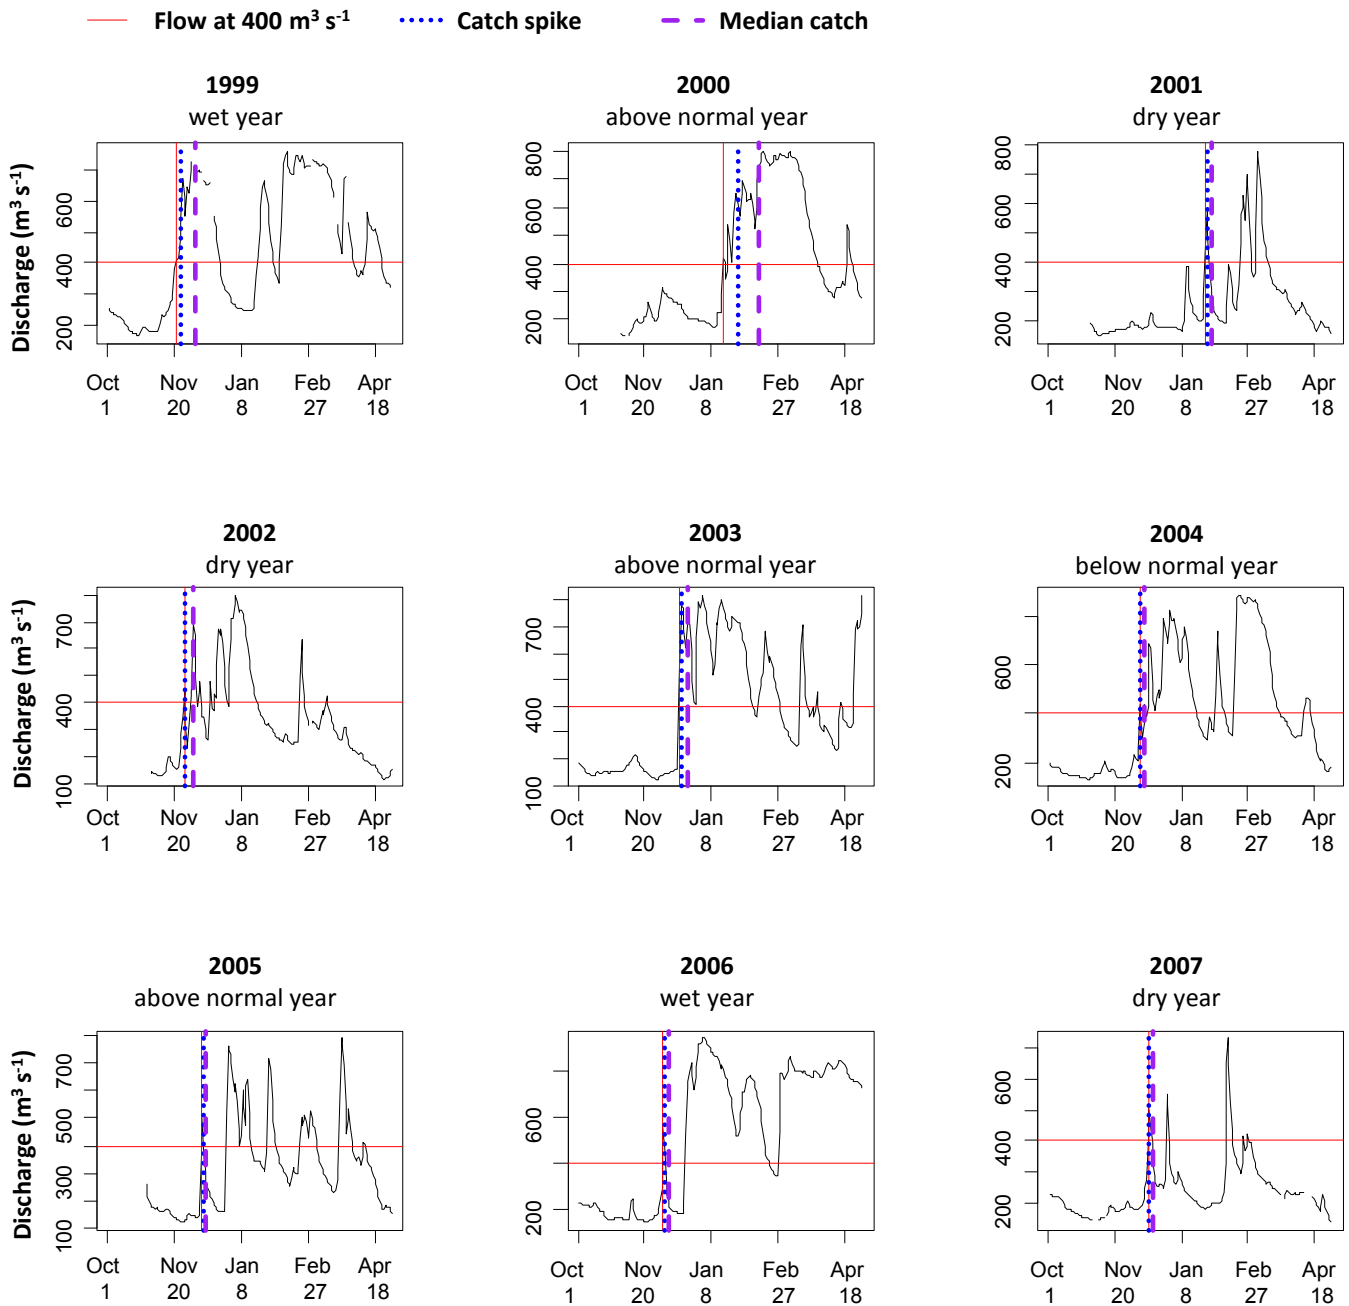 Flow at 400 m³ s⁻¹ Catch spike Median catch
1999 2000 2001
wet year above normal year dry year
Discharge (m³ s⁻¹)
200 400 600
200 400 600 800
200 400 600 800
Oct Nov Jan Feb Apr
1 20 8 27 18
Oct Nov Jan Feb Apr
1 20 8 27 18
Oct Nov Jan Feb Apr
1 20 8 27 18
2002 2003 2004
dry year above normal year below normal year
Discharge (m³ s⁻¹)
100 400 700
100 400 700
200 600
Oct Nov Jan Feb Apr
1 20 8 27 18
Oct Nov Jan Feb Apr
1 20 8 27 18
Oct Nov Jan Feb Apr
1 20 8 27 18
2005 2006 2007
above normal year wet year dry year
Discharge (m³ s⁻¹)
100 300 500 700
200 600
200 400 600
Oct Nov Jan Feb Apr
1 20 8 27 18
Oct Nov Jan Feb Apr
1 20 8 27 18
Oct Nov Jan Feb Apr
1 20 8 27 18